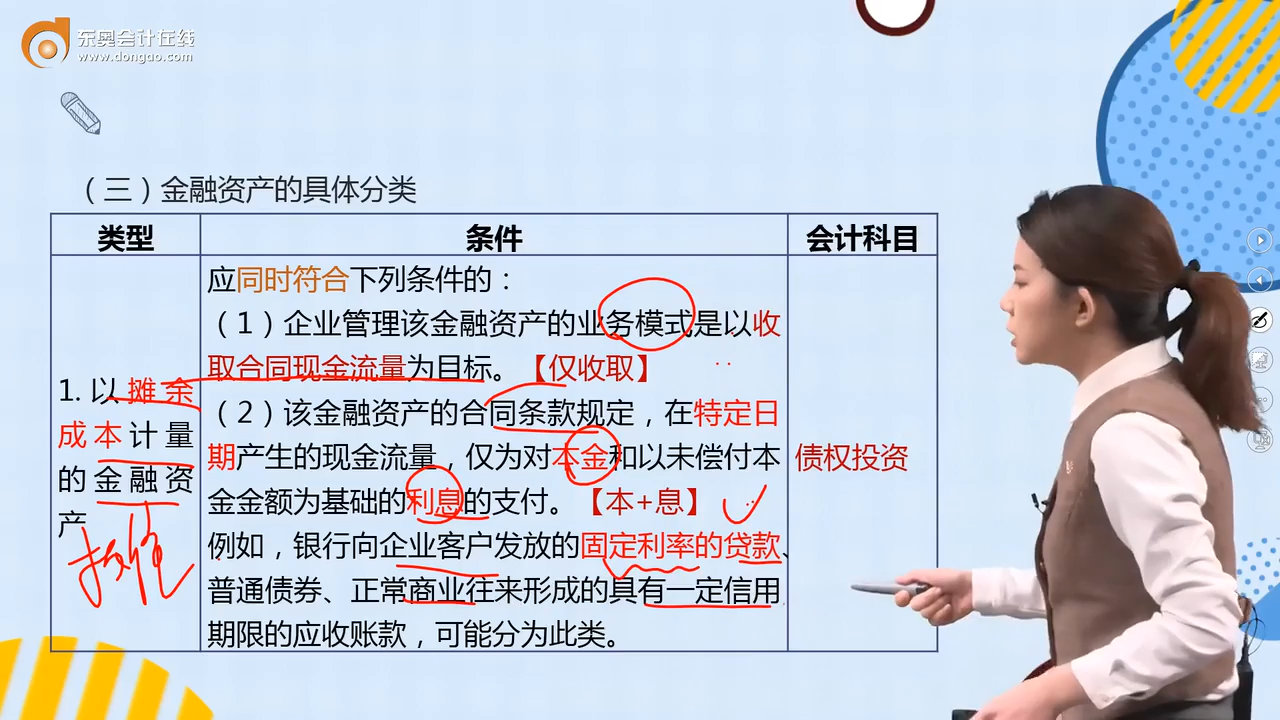 东奥会计在线
www.dongao.com
（三）金融资产的具体分类
类型
条件
会计科目
1. 以摊余
成本计量
的金融资
产
应同时符合下列条件的：
（1）企业管理该金融资产的业务模式是以收
取合同现金流量为目标。【仅收取】
（2）该金融资产的合同条款规定，在特定日
期产生的现金流量，仅为对本金和以未偿付本
金金额为基础的利息的支付。【本+息】
例如，银行向企业客户发放的固定利率的贷款、
普通债券、正常商业往来形成的具有一定信用
期限的应收账款，可能分为此类。
债权投资